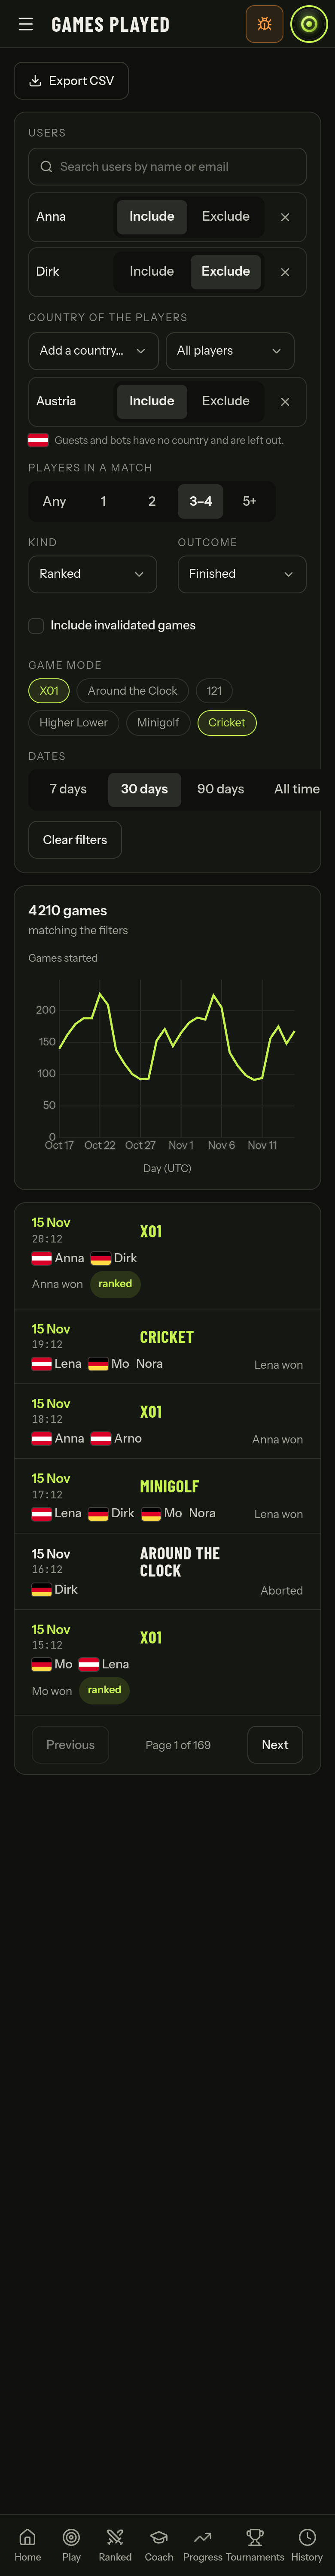 GAMES PLAYED
Export CSV
USERS
Search users by name or email
Anna Include Exclude
Dirk Include Exclude
COUNTRY OF THE PLAYERS
Add a country... All players
Austria Include Exclude
Guests and bots have no country and are left out.
PLAYERS IN A MATCH
Any 1 2 3–4 5+
KIND OUTCOME
Ranked Finished
Include invalidated games
GAME MODE
X01 Around the Clock 121
Higher Lower Minigolf Cricket
DATES
7 days 30 days 90 days All time
Clear filters
4210 games
matching the filters
Games started
200
150
100
50
0
Oct 17 Oct 22 Oct 27 Nov 1 Nov 6 Nov 11
Day (UTC)
15 Nov X01
20:12
Anna Dirk
Anna won ranked
15 Nov CRICKET
19:12
Lena Mo Nora Lena won
15 Nov X01
18:12
Anna Arno Anna won
15 Nov MINIGOLF
17:12
Lena Dirk Mo Nora Lena won
15 Nov AROUND THE
16:12 CLOCK
Dirk Aborted
15 Nov X01
15:12
Mo Lena
Mo won ranked
Previous Page 1 of 169 Next
Home Play Ranked Coach Progress Tournaments History